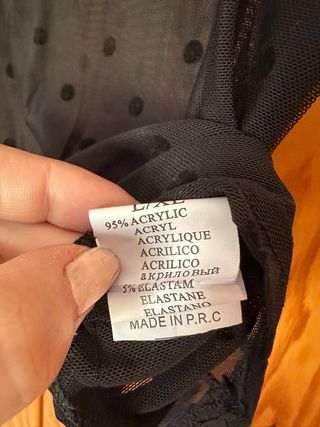 L/XL
95% ACRYLIC
ACRYL
ACRYLIQUE
ACRILICO
ACRILICO
акриловый
5% ELASTAM
ELASTANE
ELASTANO
MADE IN P.R.C